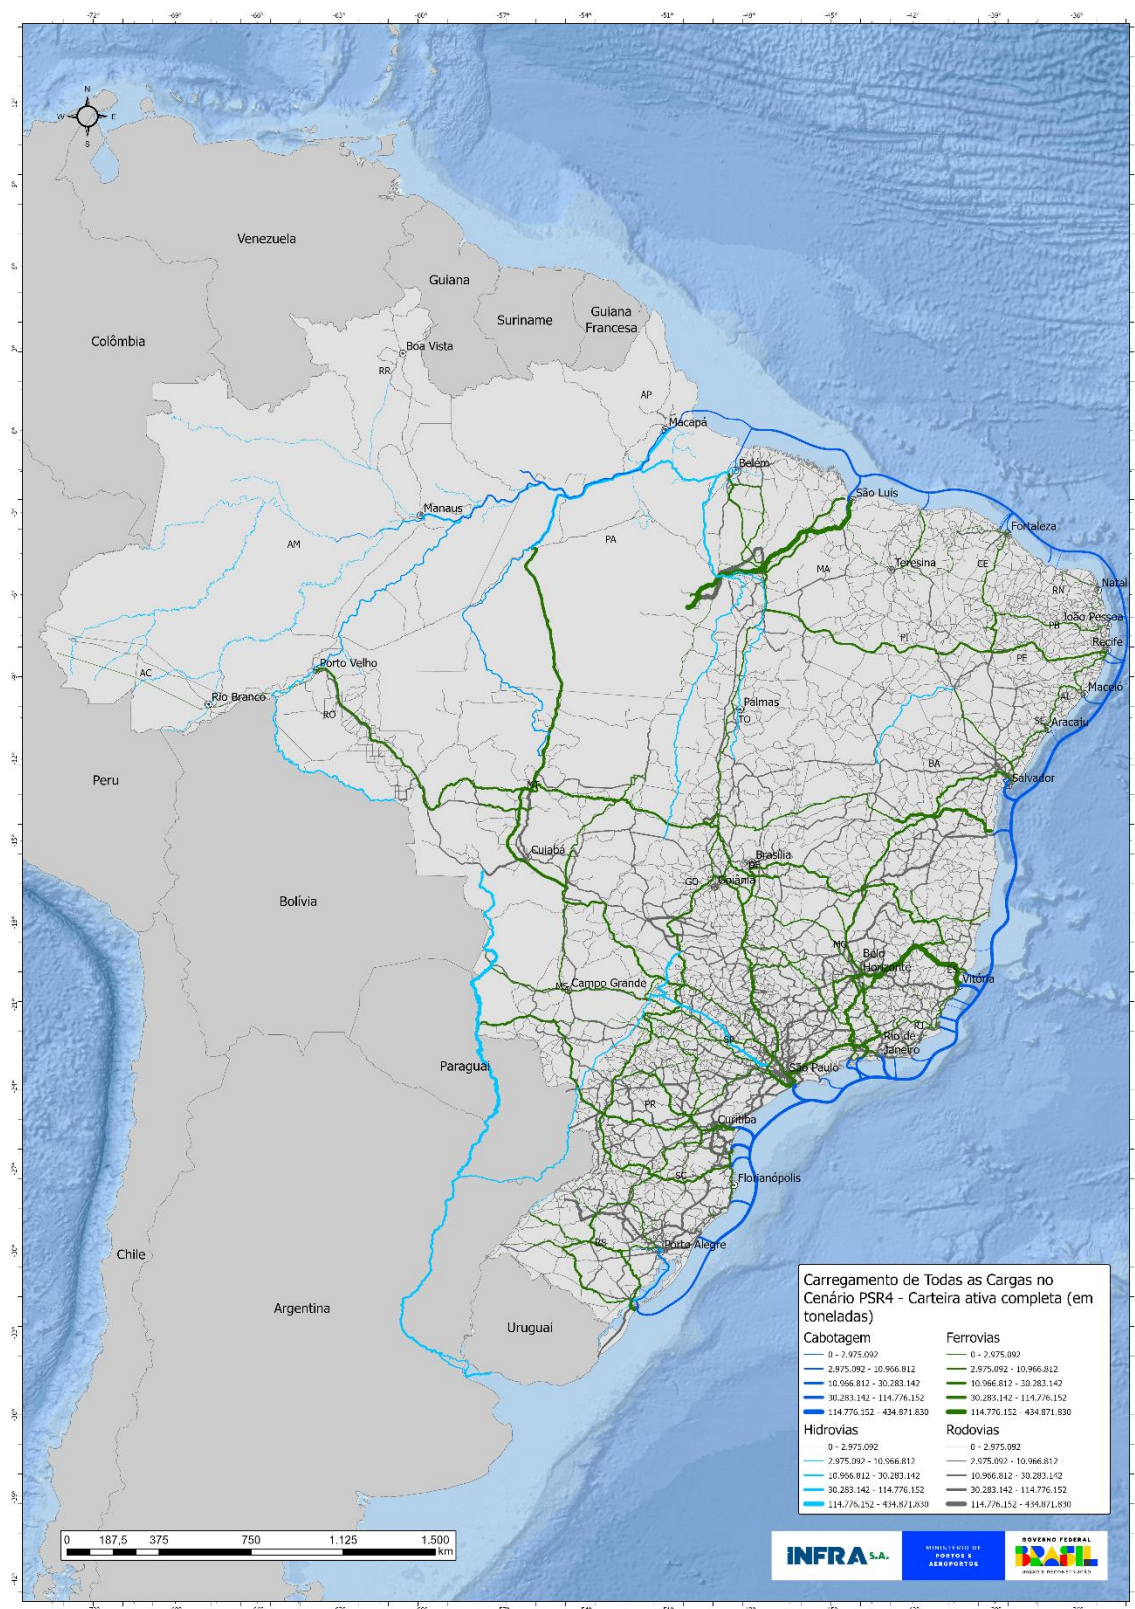 N
W E
S
Venezuela
Guiana
Suriname
Guiana
Francesa
Colômbia
Boa Vista
RR
AP
Macapá
Belém
São Luís
Manaus
Fortaleza
AM
PA
MA
Teresina
CE
Natal
RN
João Pessoa
PB
PI
Recife
PE
Porto Velho
AC
Rio Branco
RO
Maceió
AL
Palmas
TO
SE
Aracaju
BA
Salvador
Peru
MT
Cuiabá
Brasília
DF
GO
Goiânia
Bolívia
MG
Belo
Horizonte
ES
Vitória
MS
Campo Grande
RJ
Rio de
Janeiro
SP
São Paulo
Paraguai
PR
Curitiba
SC
Florianópolis
RS
Porto Alegre
Chile
Argentina
Uruguai
Carregamento de Todas as Cargas no
Cenário PSR4 - Carteira ativa completa (em
toneladas)
Cabotagem
0 - 2.975.092
2.975.092 - 10.966.812
10.966.812 - 30.283.142
30.283.142 - 114.776.152
114.776.152 - 434.871.830
Ferrovias
0 - 2.975.092
2.975.092 - 10.966.812
10.966.812 - 30.283.142
30.283.142 - 114.776.152
114.776.152 - 434.871.830
Hidrovias
0 - 2.975.092
2.975.092 - 10.966.812
10.966.812 - 30.283.142
30.283.142 - 114.776.152
114.776.152 - 434.871.830
Rodovias
0 - 2.975.092
2.975.092 - 10.966.812
10.966.812 - 30.283.142
30.283.142 - 114.776.152
114.776.152 - 434.871.830
0 187,5 375 750 1.125 1.500
km
INFRA S.A.
MINISTÉRIO DE
PORTOS E
AEROPORTOS
GOVERNO FEDERAL
BRASIL
UNIÃO E RECONSTRUÇÃO